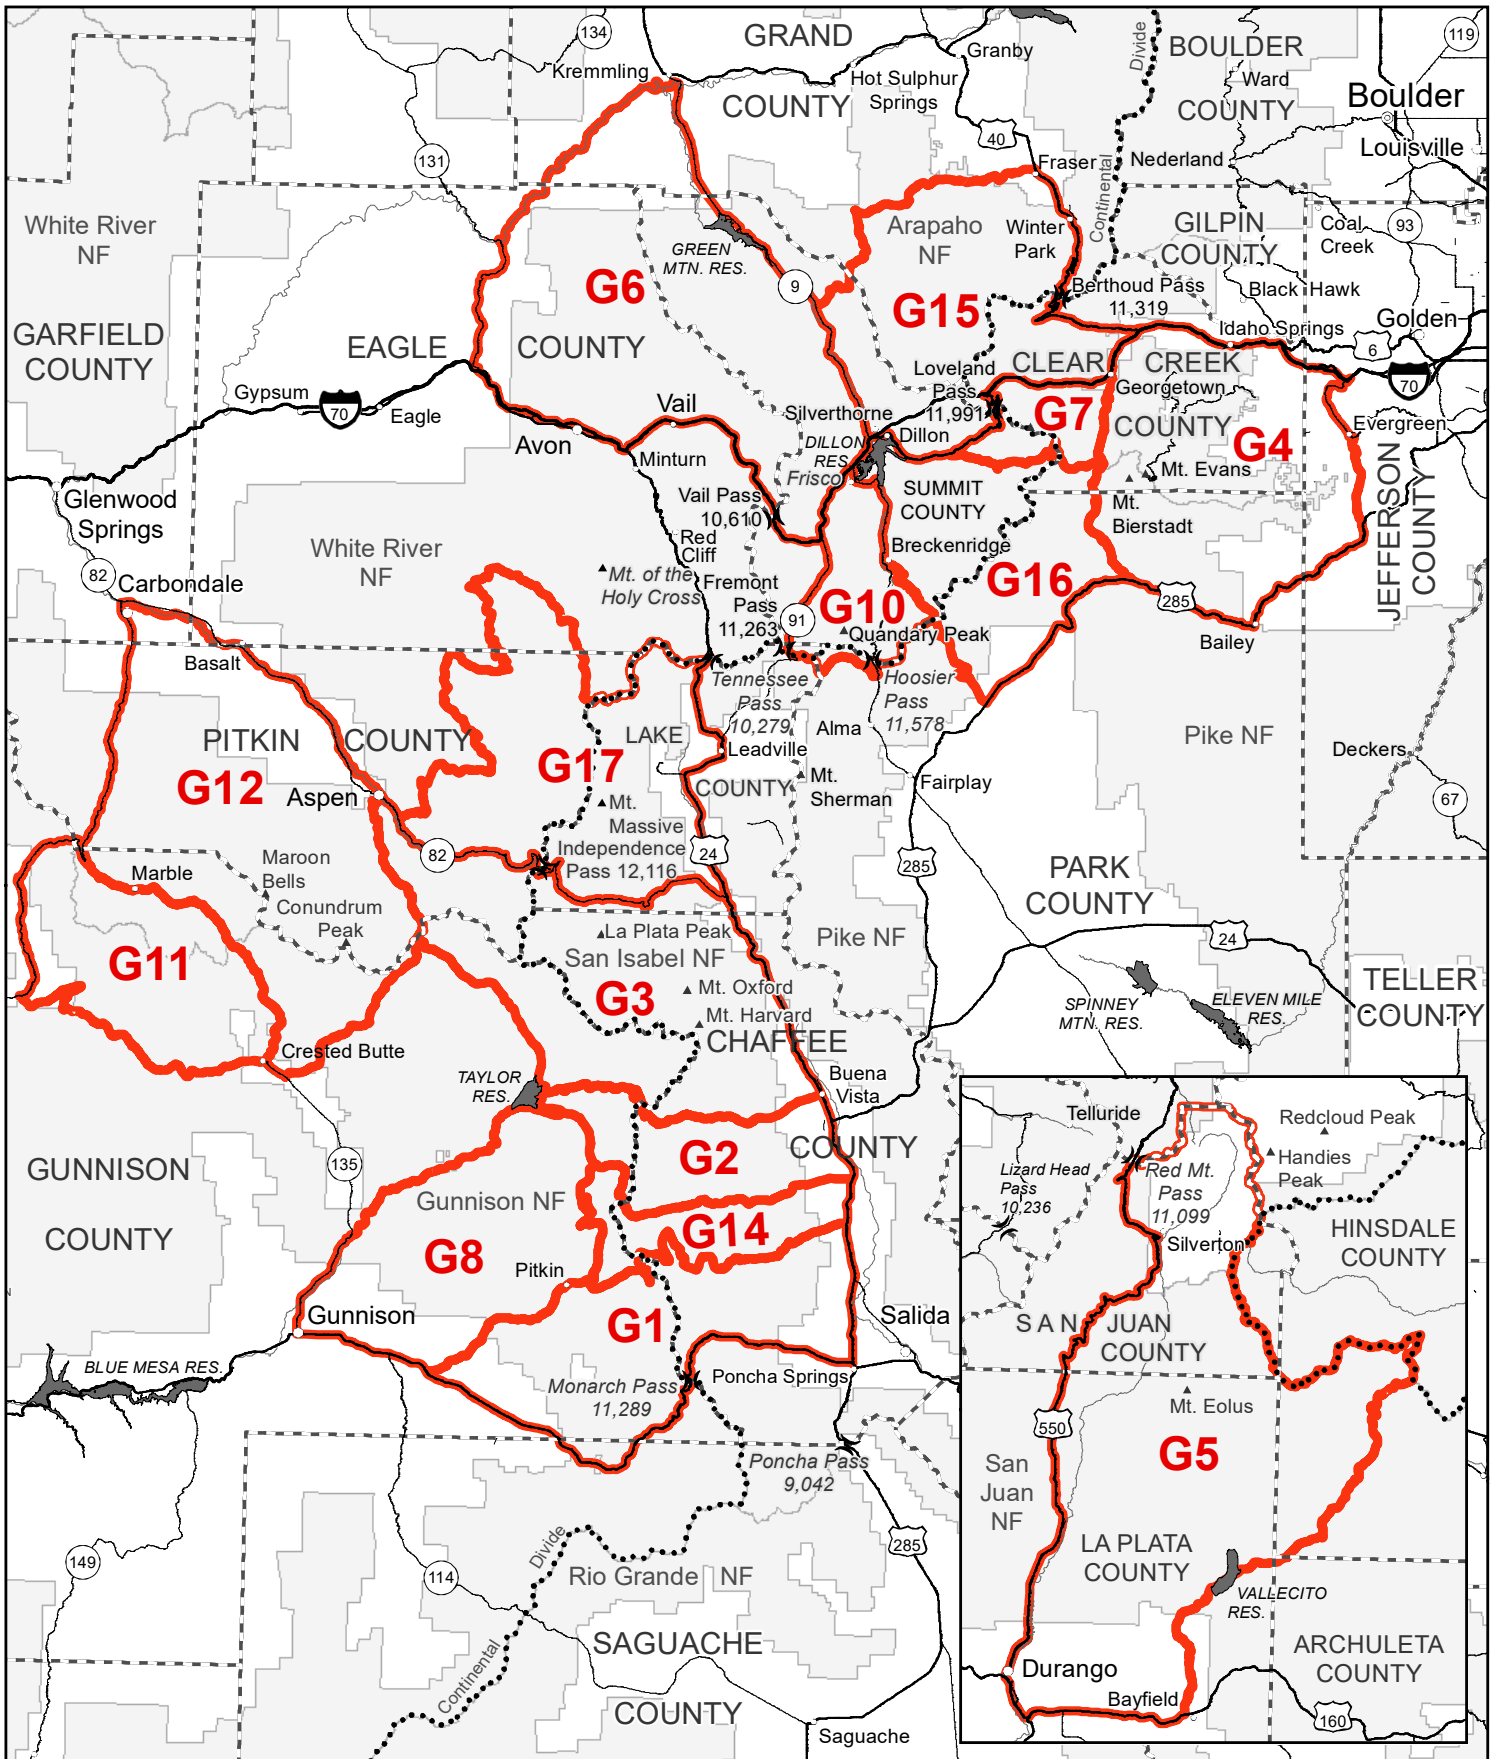 134
GRAND
Granby
Divide
BOULDER
119
Kremmling
Hot Sulphur
Springs
COUNTY
Ward
COUNTY
Boulder
40
131
Fraser
Nederland
Louisville
Continental
White River
NF
Arapaho
NF
Winter
Park
GILPIN
COUNTY
Coal
Creek
93
GREEN
MTN. RES.
G6
9
G15
Berthoud Pass
11,319
Black Hawk
GARFIELD
COUNTY
EAGLE
COUNTY
Idaho Springs
Golden
6
Loveland
Pass
11,991
CLEAR
CREEK
COUNTY
Georgetown
70
Gypsum
70
Eagle
Vail
Silverthorne
Dillon
G7
G4
Evergreen
Avon
DILLON
RES.
Frisco
Minturn
Mt. Evans
Glenwood
Springs
Vail Pass
10,610
SUMMIT
COUNTY
Mt.
Bierstadt
JEFFERSON
COUNTY
White River
NF
Red
Cliff
Breckenridge
82
Carbondale
Mt. of the
Holy Cross
Fremont
Pass
11,263
91
G10
G16
285
Quandary Peak
Bailey
Basalt
Tennessee
Pass
10,279
Hoosier
Pass
11,578
PITKIN
COUNTY
LAKE
COUNTY
Leadville
Alma
Pike NF
Deckers
G12
G17
Aspen
Mt.
Sherman
Fairplay
67
Mt.
Massive
Independence
Pass 12,116
82
24
285
PARK
COUNTY
Marble
Maroon
Bells
Conundrum
Peak
La Plata Peak
San Isabel NF
Pike NF
24
G11
G3
Mt. Oxford
Mt. Harvard
CHAFFEE
COUNTY
SPINNEY
MTN. RES.
ELEVEN MILE
RES.
TELLER
COUNTY
Crested Butte
TAYLOR
RES.
Buena
Vista
G2
135
GUNNISON
COUNTY
Gunnison NF
G14
G8
Pitkin
Gunnison
G1
Salida
BLUE MESA RES.
Monarch Pass
11,289
Poncha Springs
Poncha Pass
9,042
149
114
Divide
Continental
285
Rio Grande NF
SAGUACHE
COUNTY
Saguache
Telluride
Redcloud Peak
Lizard Head
Pass
10,236
Red Mt.
Pass
11,099
Handies
Peak
Silverton
HINSDALE
COUNTY
SAN JUAN
COUNTY
Mt. Eolus
550
G5
San
Juan
NF
LA PLATA
COUNTY
VALLECITO
RES.
Durango
Bayfield
ARCHULETA
COUNTY
160